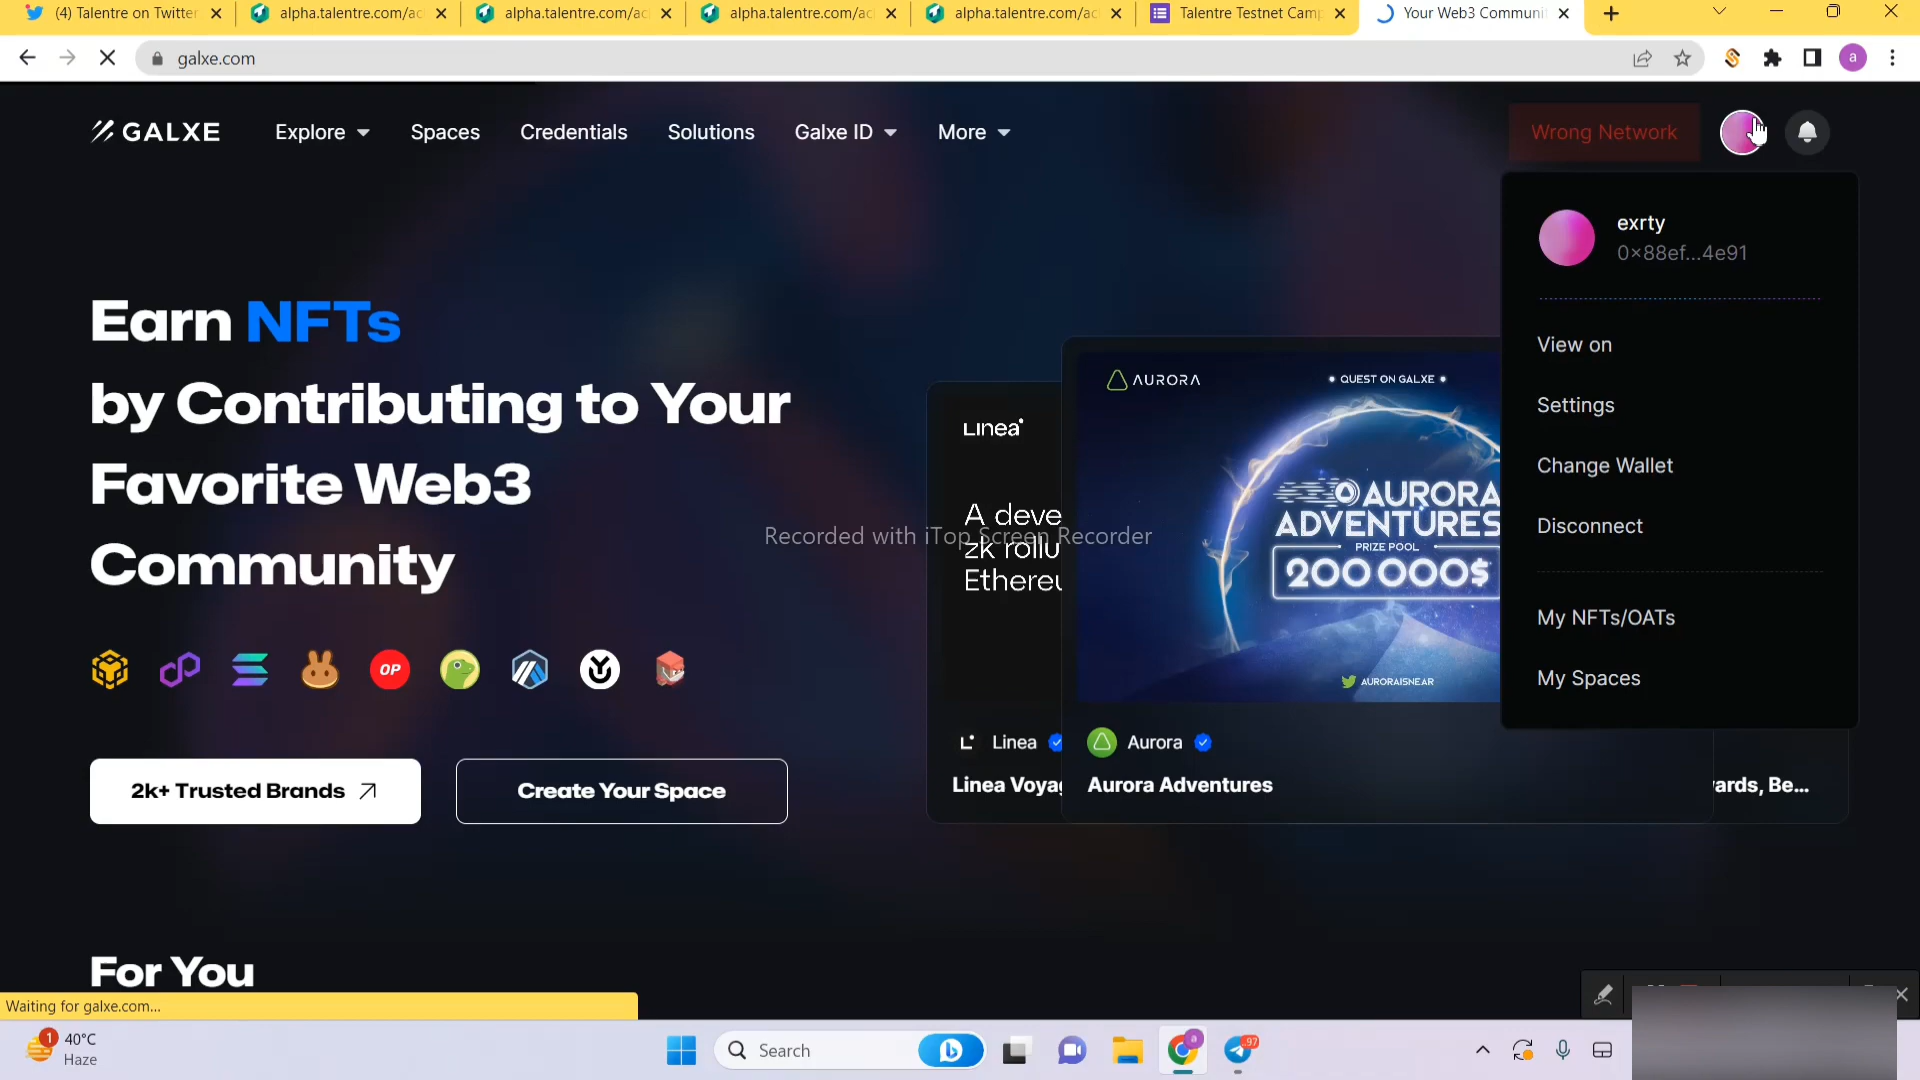 (4) Talentre on Twitter
alpha.talentre.com/ac
alpha.talentre.com/ac
alpha.talentre.com/ac
alpha.talentre.com/ac
Talentre Testnet Camp
Your Web3 Communi
galxe.com
a
GALXE
Explore
Spaces
Credentials
Solutions
Galxe ID
More
Wrong Network
exrty
0x88ef...4e91
View on
Settings
Change Wallet
Disconnect
My NFTs/OATs
My Spaces
Earn NFTs
by Contributing to Your
Favorite Web3
Community
OP
2k+ Trusted Brands
Create Your Space
Linea
A deve
zk rollu
Ethereu
AURORA
• QUEST ON GALXE •
AURORA
ADVENTURES
PRIZE POOL
200 000$
AURORAISNEAR
Linea
Aurora
Linea Voyag
Aurora Adventures
ards, Be...
Recorded with iTop Screen Recorder
For You
Waiting for galxe.com...
1
40°C
Haze
Search
a
97